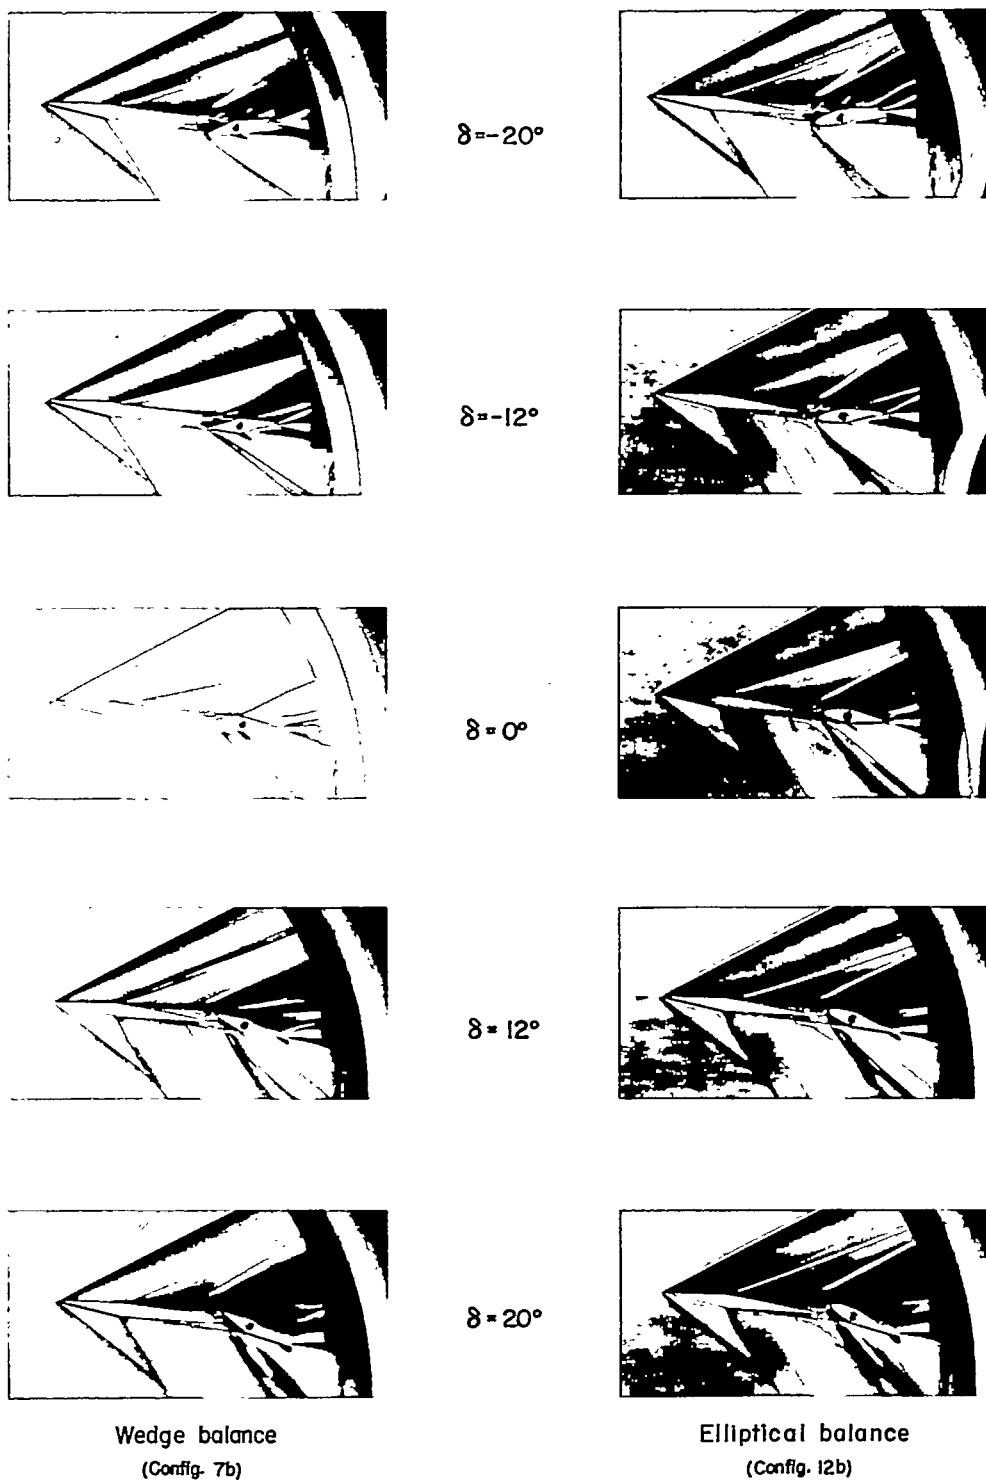 δ=-20°
δ=-12°
δ=0°
δ=12°
δ=20°
Wedge balance
(Config. 7b)
Elliptical balance
(Config. 12b)